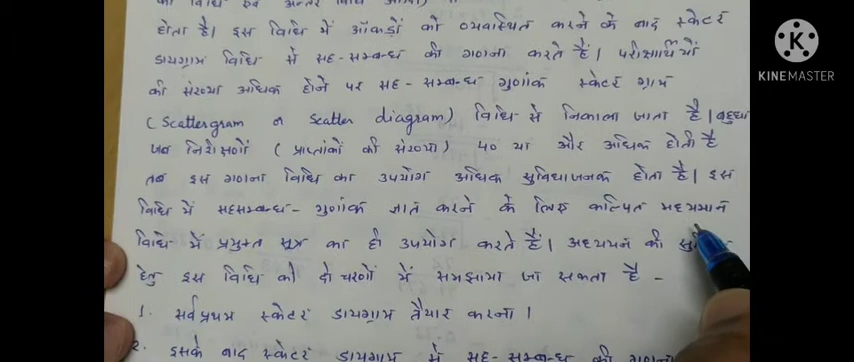 होता है। इस विधि में आँकड़ों को व्यवस्थित करने के बाद स्केटर
डायग्राम विधि से सह-सम्बन्ध की गणना करते हैं। परीक्षार्थियों
की संख्या अधिक होने पर सह-सम्बन्ध गुणांक स्केटर ग्राम
(Scattergram or Scatter diagram) विधि से निकाला जाता है। बहुधा
जब निरीक्षणों (प्राप्तांकों की संख्या) 40 या और अधिक होती है
तब इस गणना विधि का उपयोग अधिक सुविधाजनक होता है। इस
विधि में सहसम्बन्ध-गुणांक ज्ञात करने के लिए कल्पित मध्यमान
विधि में प्रयुक्त सूत्र का ही उपयोग करते हैं। अध्ययन की
हेतु इस विधि को दो चरणों में समझाया जा सकता है -
1. सर्वप्रथम स्केटर डायग्राम तैयार करना।
2. इसके बाद स्केटर डायग्राम से सह-सम्बन्ध की गणना
KINEMASTER